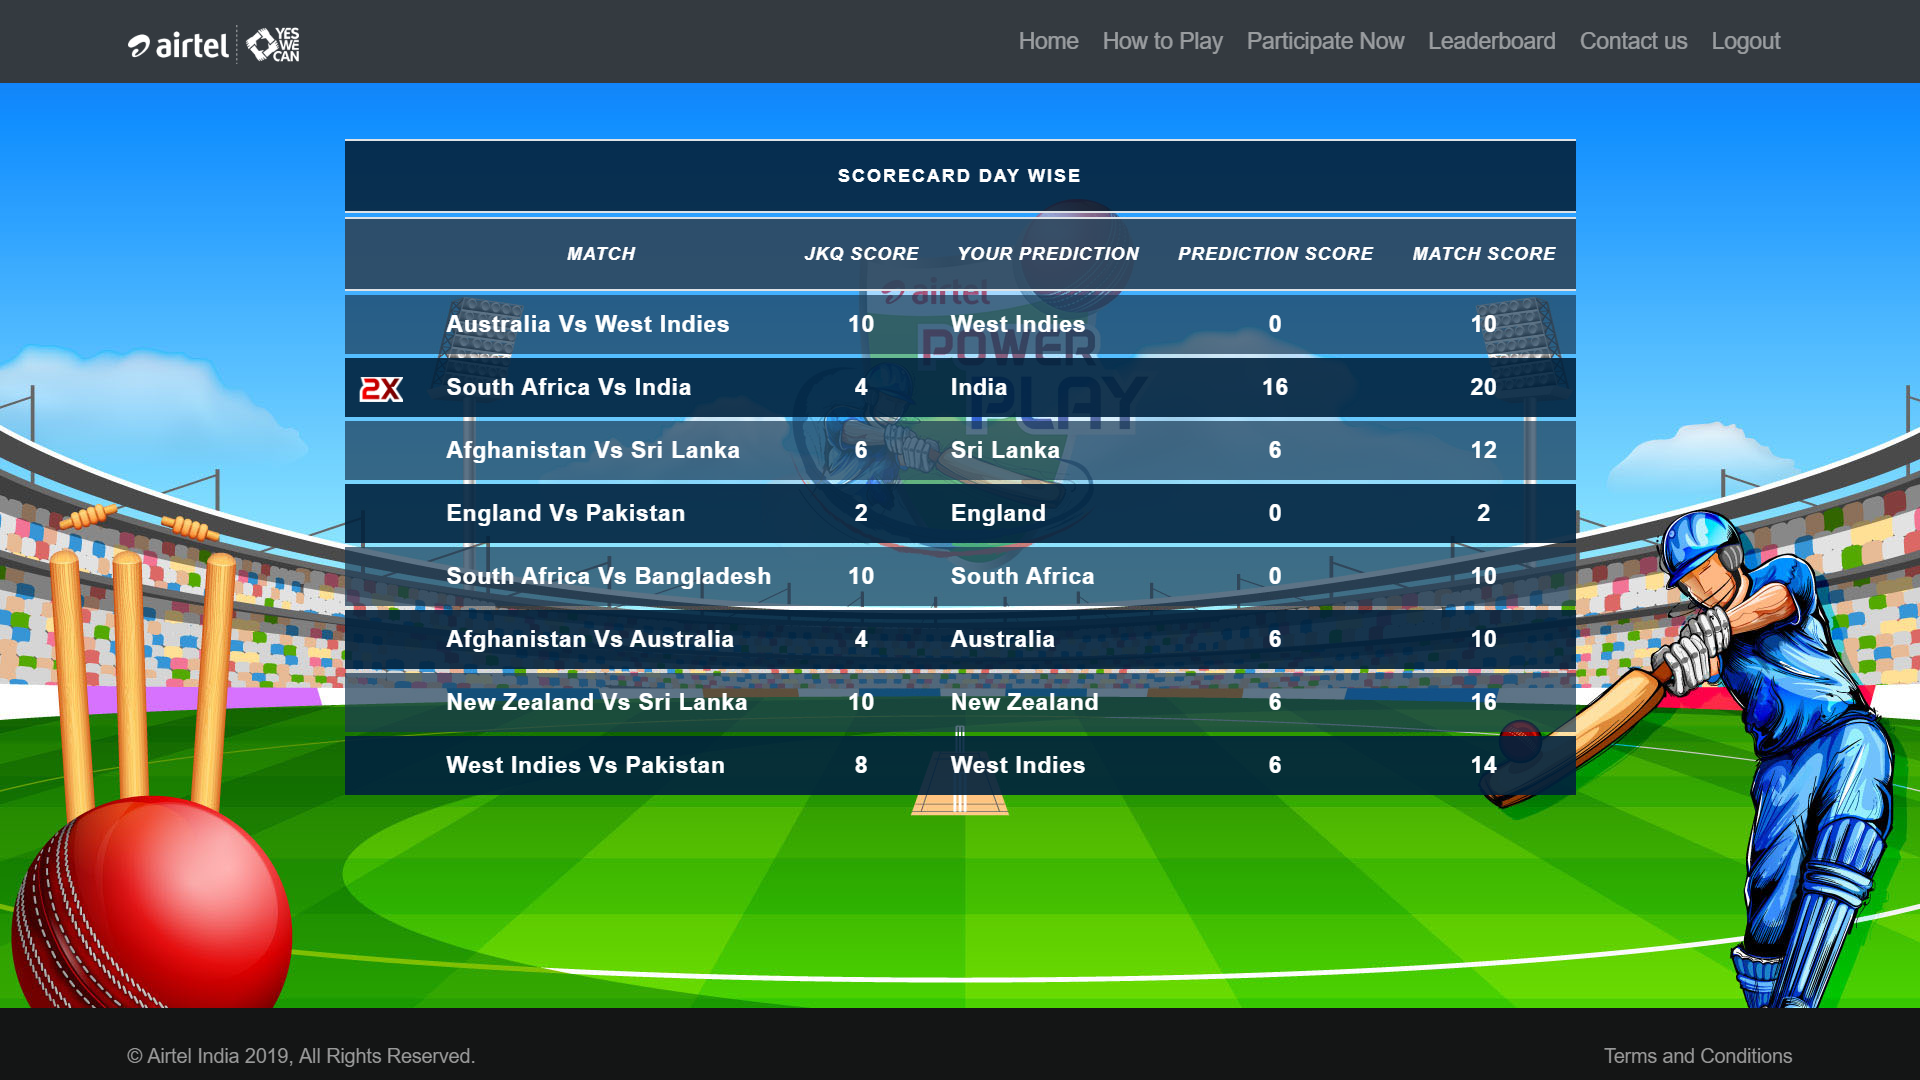 airtel YES WE CAN
Home How to Play Participate Now Leaderboard Contact us Logout
SCORECARD DAY WISE
MATCH JKQ SCORE YOUR PREDICTION PREDICTION SCORE MATCH SCORE
airtel
POWER
PLAY
Australia Vs West Indies 10 West Indies 0 10
2X South Africa Vs India 4 India 16 20
Afghanistan Vs Sri Lanka 6 Sri Lanka 6 12
England Vs Pakistan 2 England 0 2
South Africa Vs Bangladesh 10 South Africa 0 10
Afghanistan Vs Australia 4 Australia 6 10
New Zealand Vs Sri Lanka 10 New Zealand 6 16
West Indies Vs Pakistan 8 West Indies 6 14
© Airtel India 2019, All Rights Reserved. Terms and Conditions